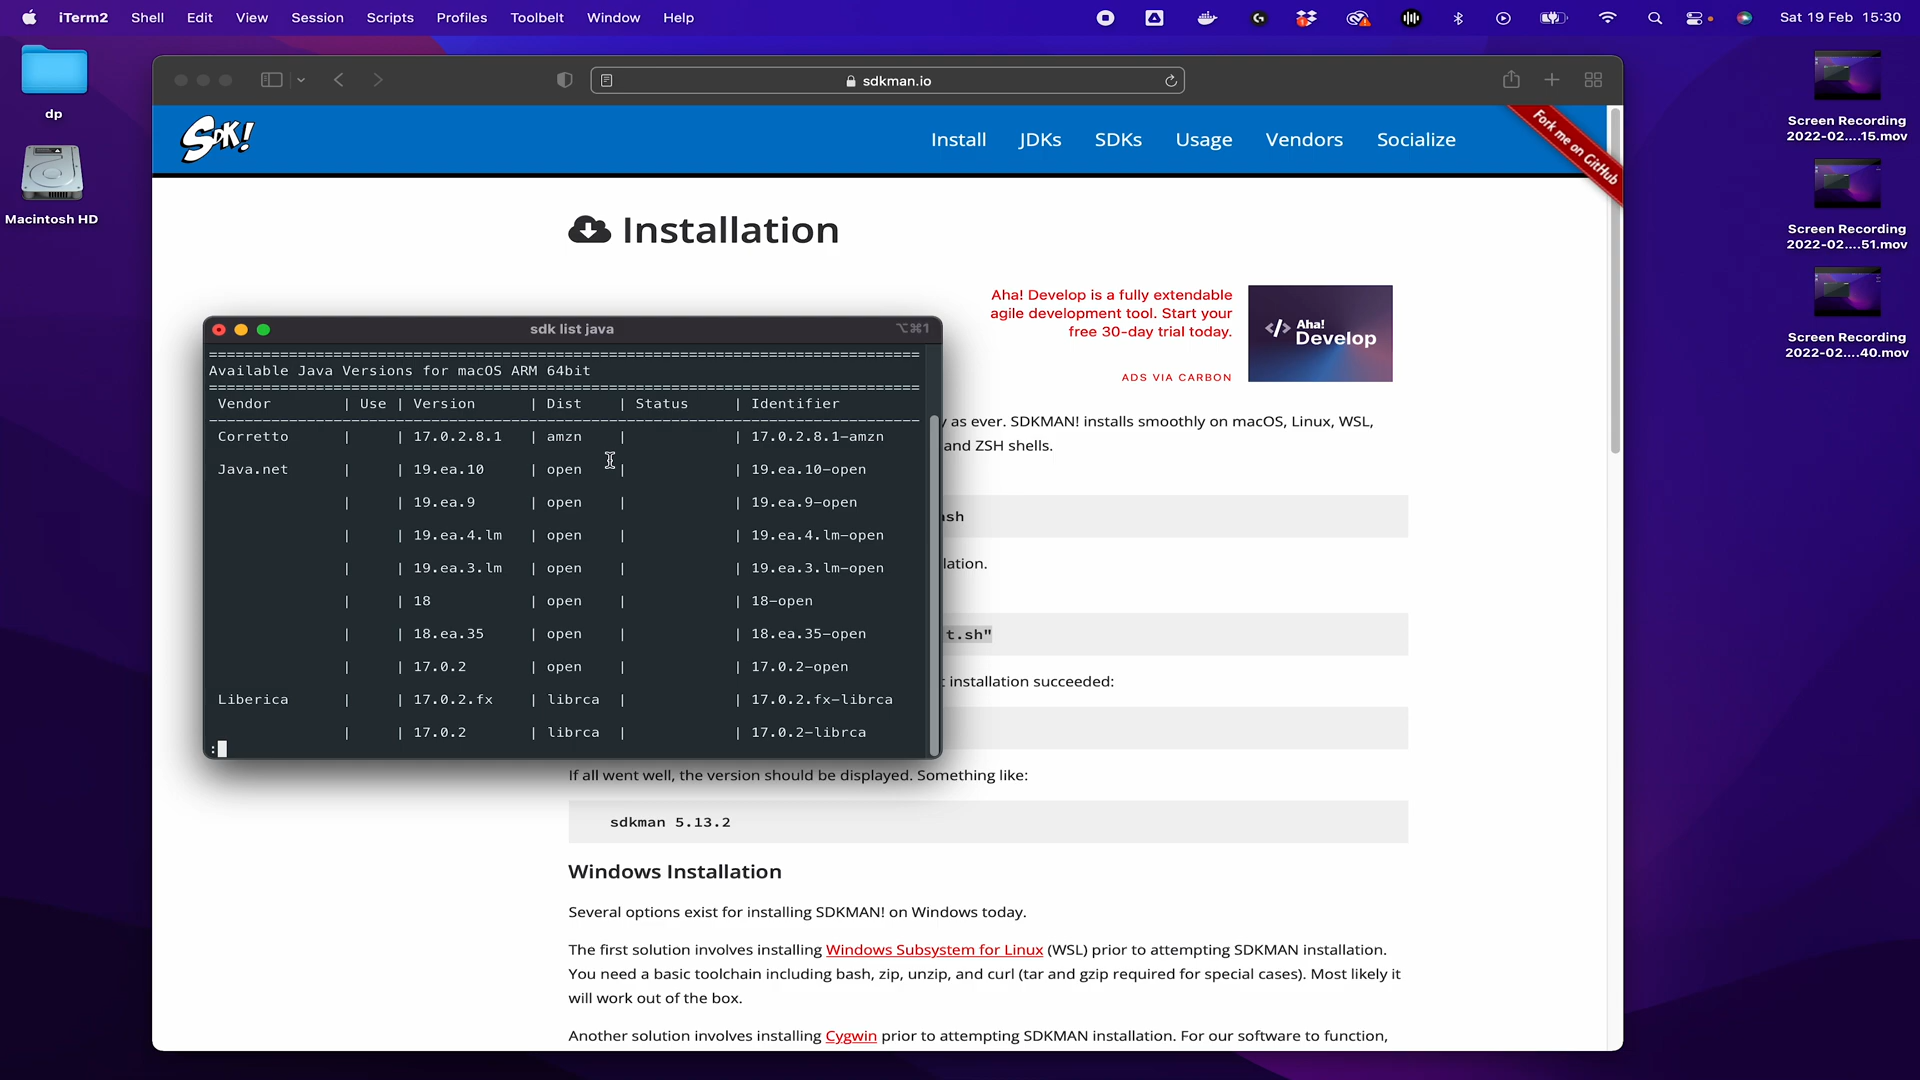 iTerm2 Shell Edit View Session Scripts Profiles Toolbelt Window Help Sat 19 Feb 15:30
dp
Macintosh HD
Screen Recording
2022-02....15.mov
Screen Recording
2022-02....51.mov
Screen Recording
2022-02....40.mov
sdkman.io
SDK!
Install JDKs SDKs Usage Vendors Socialize
Fork me on GitHub
Installation
Aha! Develop is a fully extendable
agile development tool. Start your
free 30-day trial today.
</> Aha!
Develop
ADS VIA CARBON
sdk list java ⌥⌘1
===============================================================================
Available Java Versions for macOS ARM 64bit
===============================================================================
Vendor | Use | Version | Dist | Status | Identifier
-------------------------------------------------------------------------------
Corretto | | 17.0.2.8.1 | amzn | | 17.0.2.8.1-amzn
Java.net | | 19.ea.10 | open | | 19.ea.10-open
| | 19.ea.9 | open | | 19.ea.9-open
| | 19.ea.4.lm | open | | 19.ea.4.lm-open
| | 19.ea.3.lm | open | | 19.ea.3.lm-open
| | 18 | open | | 18-open
| | 18.ea.35 | open | | 18.ea.35-open
| | 17.0.2 | open | | 17.0.2-open
Liberica | | 17.0.2.fx | librca | | 17.0.2.fx-librca
| | 17.0.2 | librca | | 17.0.2-librca
:
as ever. SDKMAN! installs smoothly on macOS, Linux, WSL,
and ZSH shells.
ash
lation.
t.sh"
installation succeeded:
If all went well, the version should be displayed. Something like:
sdkman 5.13.2
Windows Installation
Several options exist for installing SDKMAN! on Windows today.
The first solution involves installing Windows Subsystem for Linux (WSL) prior to attempting SDKMAN installation.
You need a basic toolchain including bash, zip, unzip, and curl (tar and gzip required for special cases). Most likely it
will work out of the box.
Another solution involves installing Cygwin prior to attempting SDKMAN installation. For our software to function,